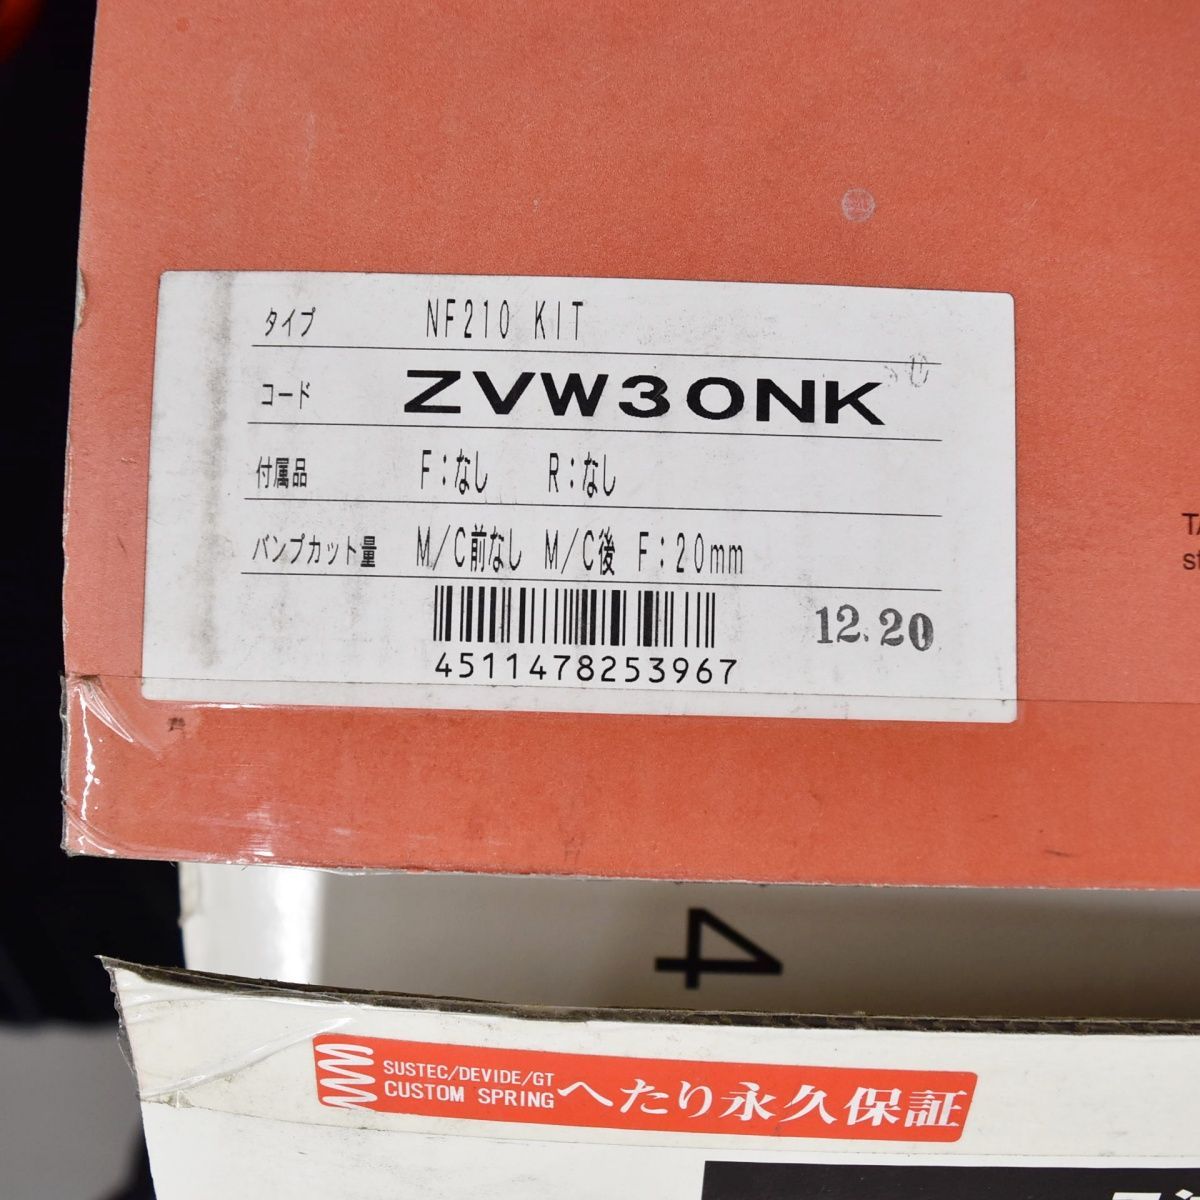 タイプ NF210 KIT
コード ZVW30NK
付属品 F:なし R:なし
バンプカット量 M/C前なし M/C後 F:20mm
12.20
4511478253967
TA
st
4
SUSTEC/DEVIDE/GT
CUSTOM SPRING
へたり永久保証